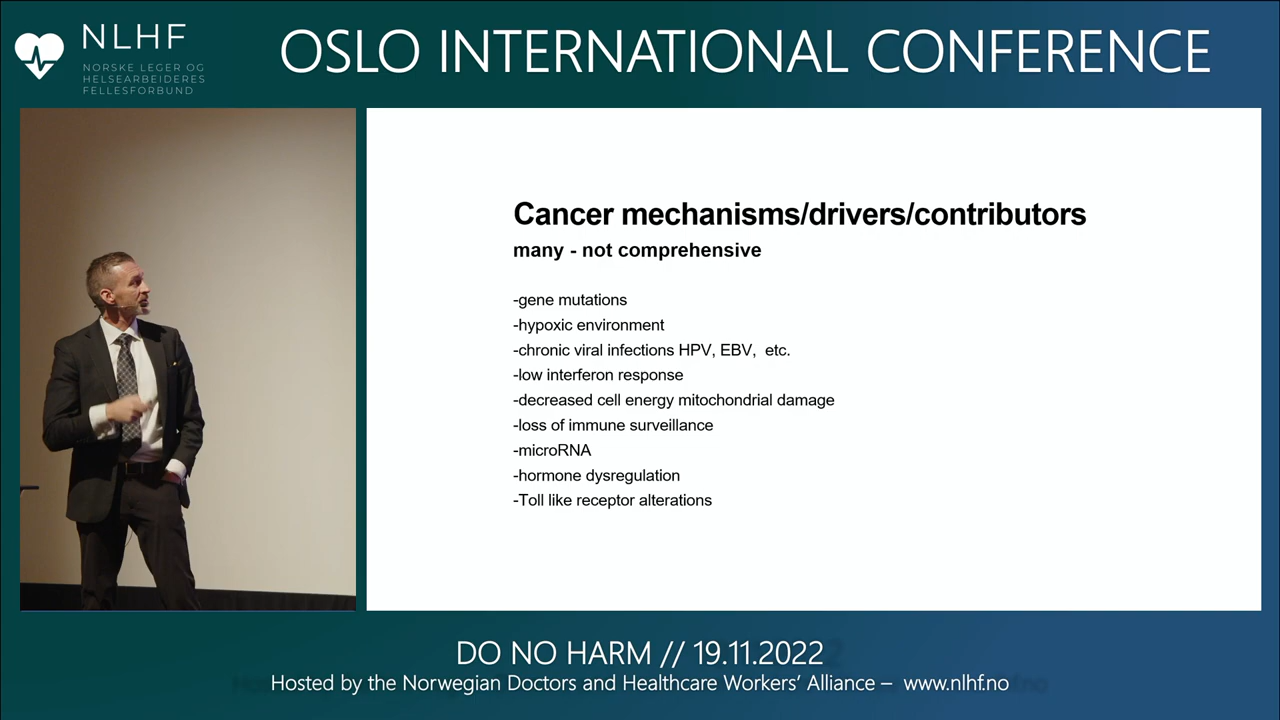 NLHF
NORSKE LEGER OG
HELSEARBEIDERES
FELLESFORBUND
OSLO INTERNATIONAL CONFERENCE
Cancer mechanisms/drivers/contributors
many - not comprehensive
-gene mutations
-hypoxic environment
-chronic viral infections HPV, EBV, etc.
-low interferon response
-decreased cell energy mitochondrial damage
-loss of immune surveillance
-microRNA
-hormone dysregulation
-Toll like receptor alterations
DO NO HARM // 19.11.2022
Hosted by the Norwegian Doctors and Healthcare Workers' Alliance – www.nlhf.no